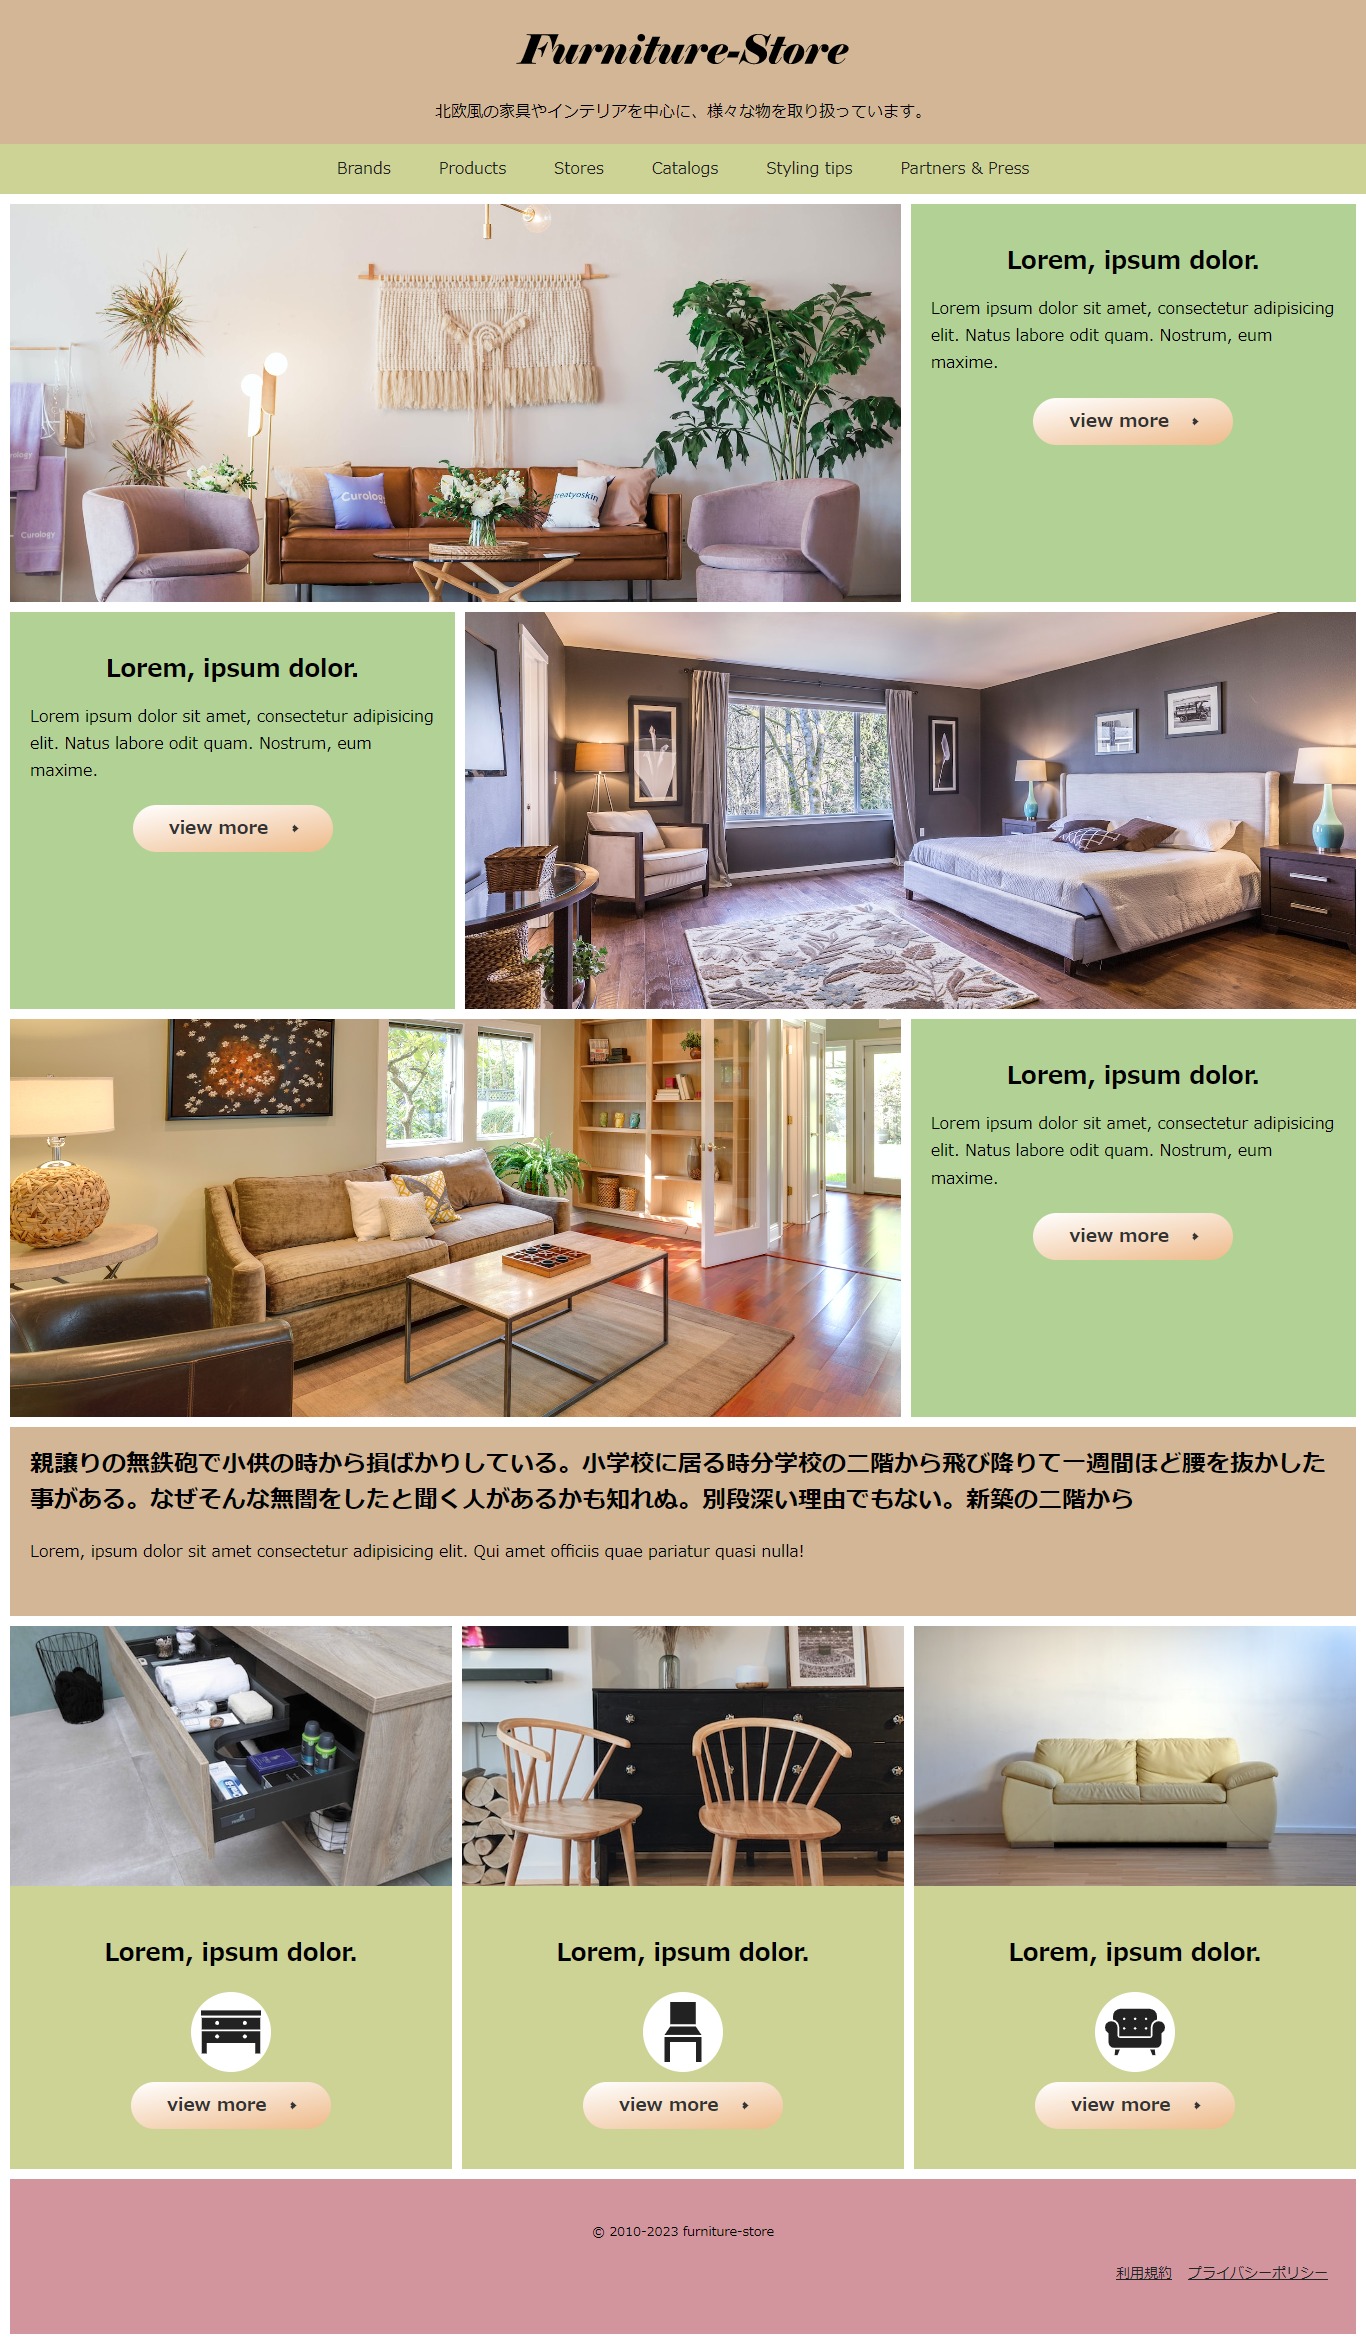 Furniture-Store
北欧風の家具やインテリアを中心に、様々な物を取り扱っています。
Brands Products Stores Catalogs Styling tips Partners & Press
Curology
Curology
Lorem, ipsum dolor.
Lorem ipsum dolor sit amet, consectetur adipisicing
elit. Natus labore odit quam. Nostrum, eum
maxime.
view more
Lorem, ipsum dolor.
Lorem ipsum dolor sit amet, consectetur adipisicing
elit. Natus labore odit quam. Nostrum, eum
maxime.
view more
Lorem, ipsum dolor.
Lorem ipsum dolor sit amet, consectetur adipisicing
elit. Natus labore odit quam. Nostrum, eum
maxime.
view more
親譲りの無鉄砲で小供の時から損ばかりしている。小学校に居る時分学校の二階から飛び降りて一週間ほど腰を抜かした
事がある。なぜそんな無闇をしたと聞く人があるかも知れぬ。別段深い理由でもない。新築の二階から
Lorem, ipsum dolor sit amet consectetur adipisicing elit. Qui amet officiis quae pariatur quasi nulla!
Lorem, ipsum dolor.
view more
Lorem, ipsum dolor.
view more
Lorem, ipsum dolor.
view more
© 2010-2023 furniture-store
利用規約 プライバシーポリシー